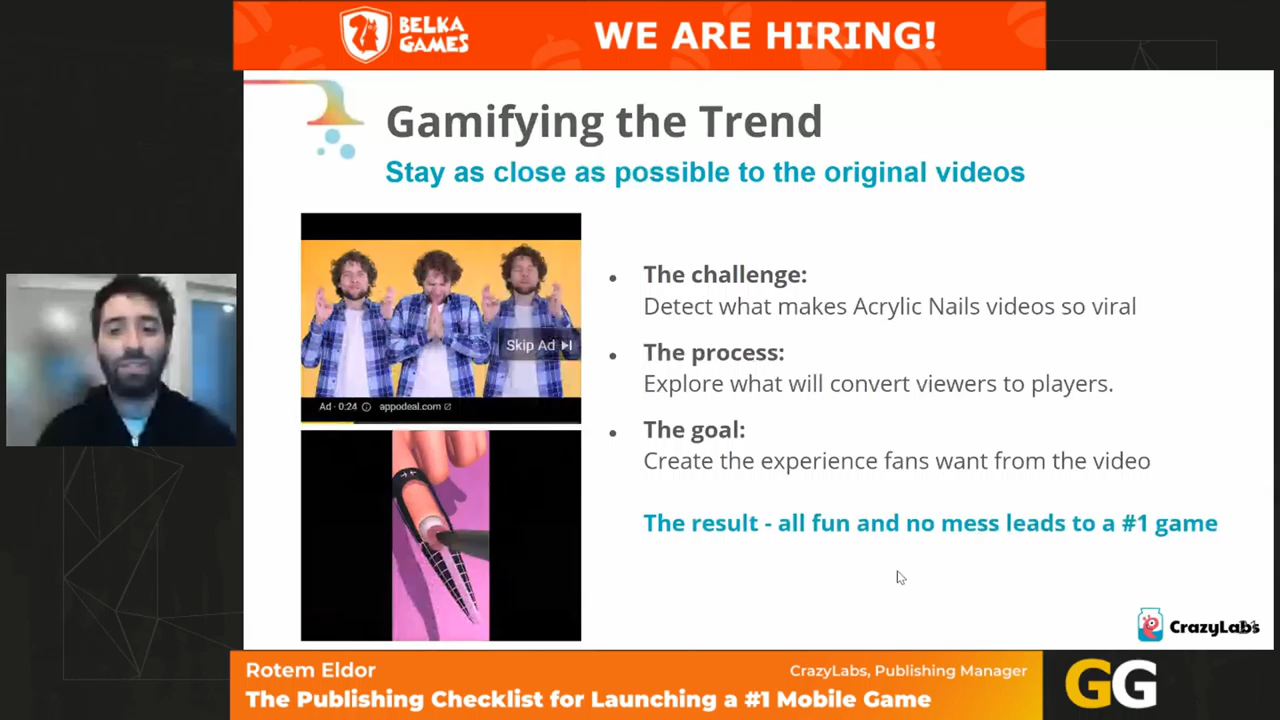 BELKA
GAMES
WE ARE HIRING!
Gamifying the Trend
Stay as close as possible to the original videos
Skip Ad
Ad · 0:24 appodeal.com
• The challenge:
Detect what makes Acrylic Nails videos so viral
• The process:
Explore what will convert viewers to players.
• The goal:
Create the experience fans want from the video
The result - all fun and no mess leads to a #1 game
CrazyLabs
Rotem Eldor
CrazyLabs, Publishing Manager
The Publishing Checklist for Launching a #1 Mobile Game
GG